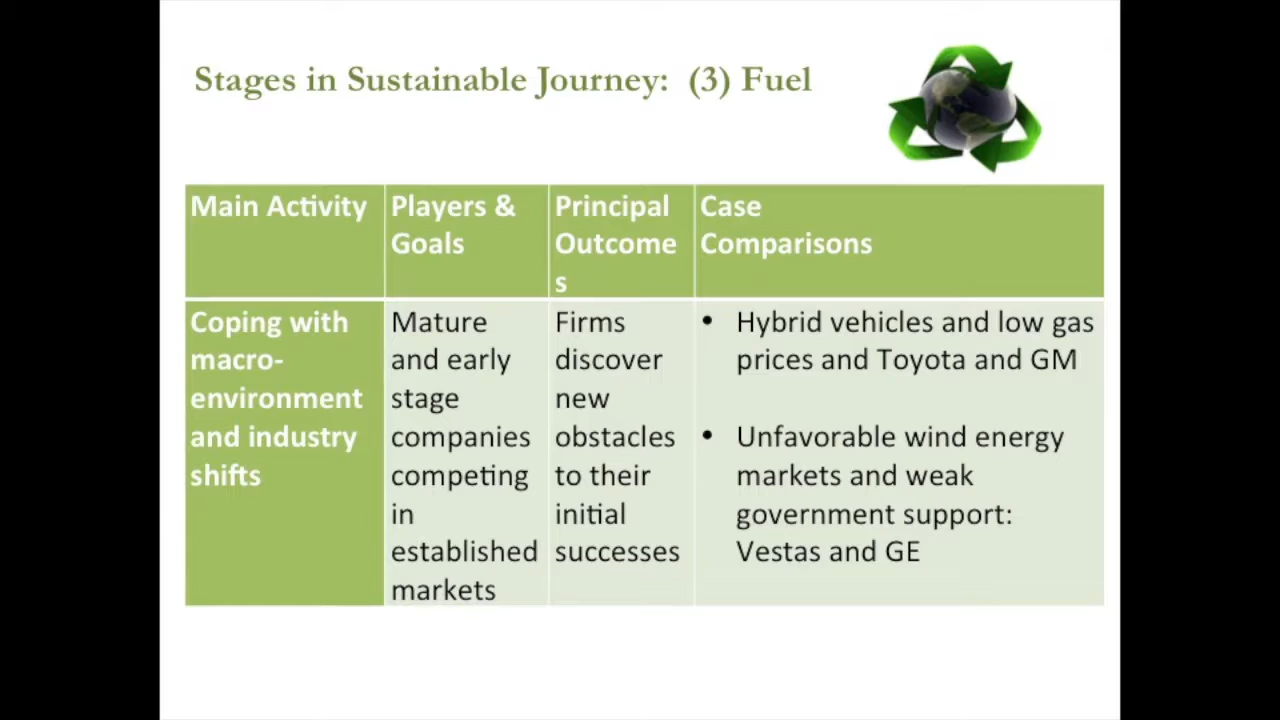 Stages in Sustainable Journey: (3) Fuel
Main Activity
Players &
Goals
Principal
Outcome
s
Case
Comparisons
Coping with
macro-
environment
and industry
shifts
Mature
and early
stage
companies
competing
in
established
markets
Firms
discover
new
obstacles
to their
initial
successes
• Hybrid vehicles and low gas
prices and Toyota and GM
• Unfavorable wind energy
markets and weak
government support:
Vestas and GE